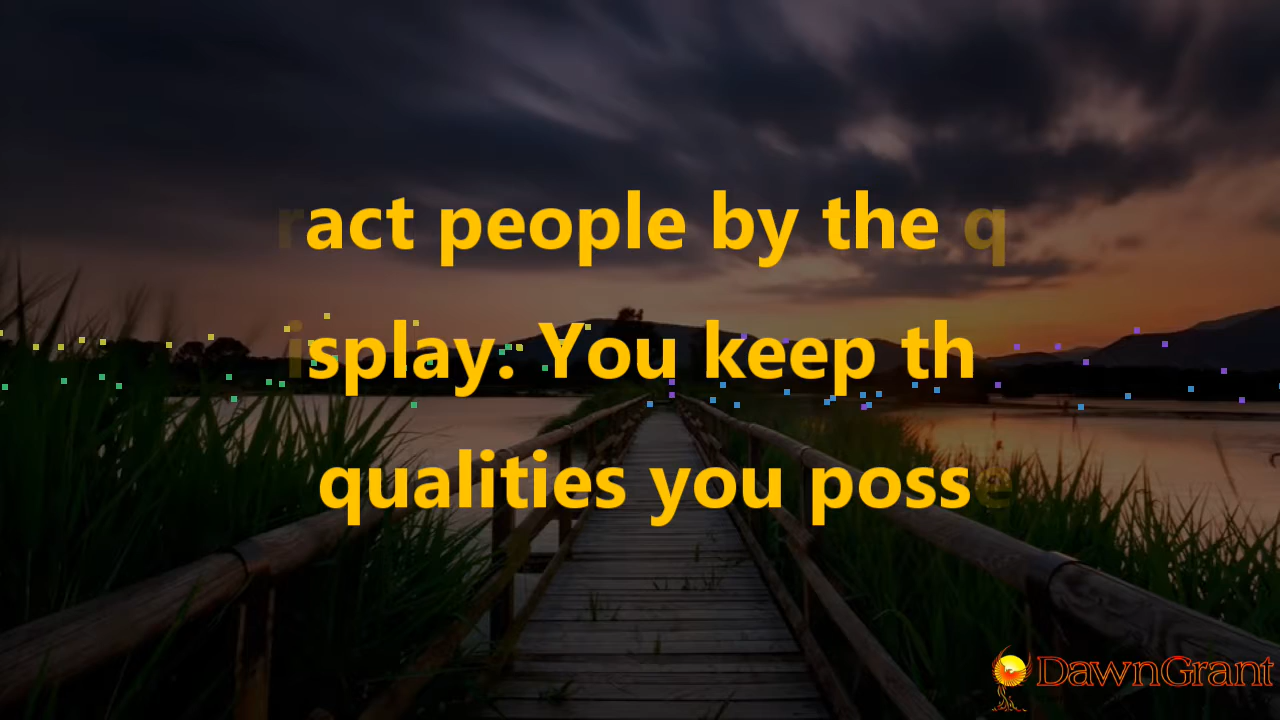 ract people by the q
isplay. You keep th
qualities you posse
DawnGrant